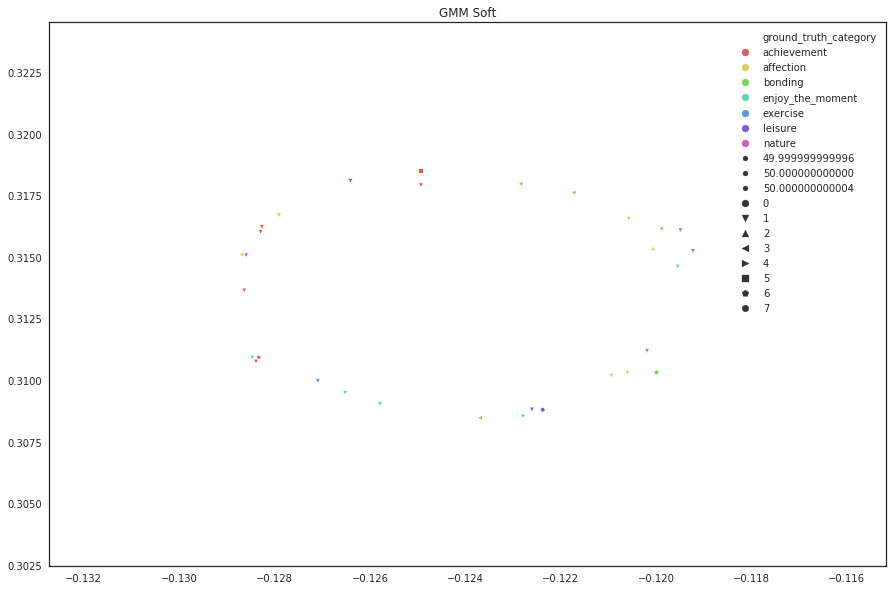 GMM Soft
ground_truth_category
achievement
affection
bonding
enjoy_the_moment
exercise
leisure
nature
49.999999999996
50.000000000000
50.000000000004
0
1
2
3
4
5
6
7
0.3225
0.3200
0.3175
0.3150
0.3125
0.3100
0.3075
0.3050
0.3025
−0.132 −0.130 −0.128 −0.126 −0.124 −0.122 −0.120 −0.118 −0.116